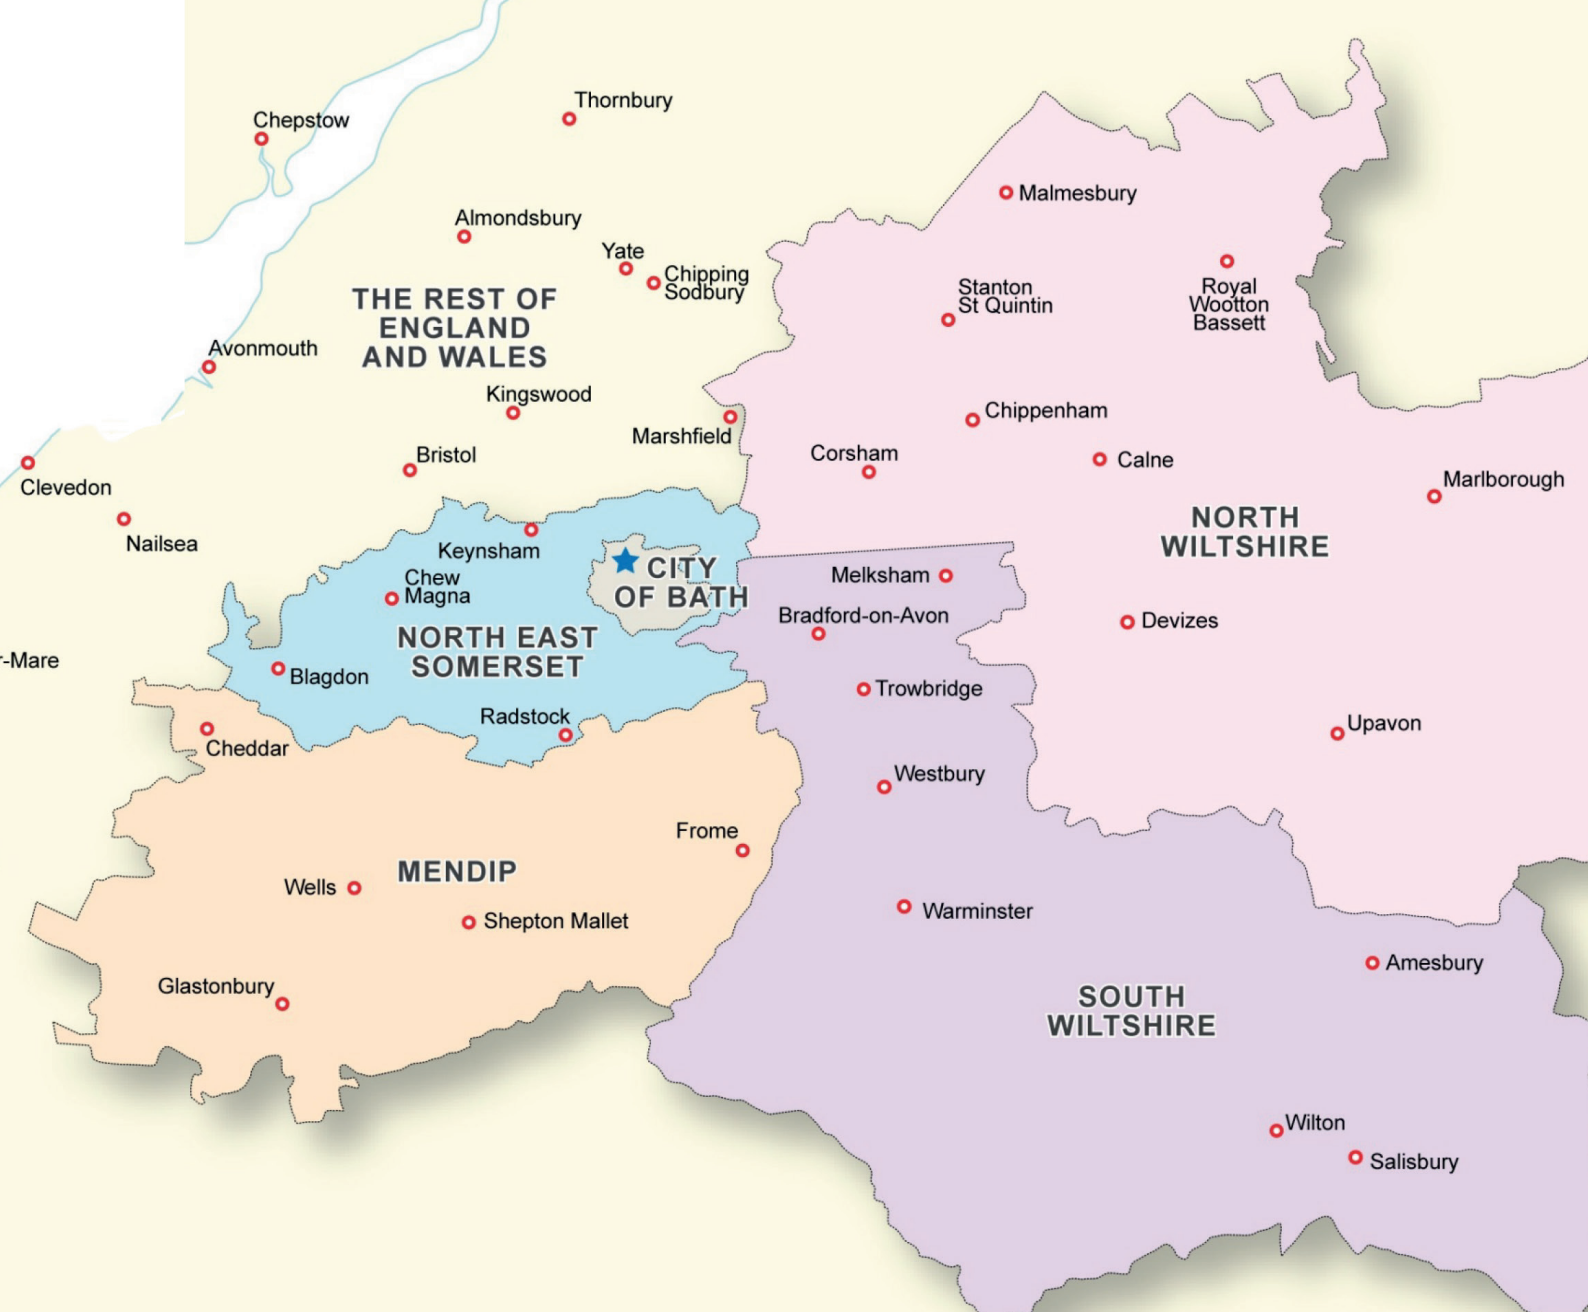 Thornbury
Chepstow
Malmesbury
Almondsbury
Yate
Chipping
Sodbury
Royal
Wootton
Bassett
Stanton
St Quintin
THE REST OF
ENGLAND
AND WALES
Avonmouth
Kingswood
Chippenham
Marshfield
Corsham
Bristol
Calne
Marlborough
Clevedon
NORTH
WILTSHIRE
Nailsea
Keynsham
CITY
OF BATH
Melksham
Chew
Magna
Bradford-on-Avon
Devizes
NORTH EAST
SOMERSET
r-Mare
Blagdon
Trowbridge
Radstock
Upavon
Cheddar
Westbury
Frome
MENDIP
Wells
Warminster
Shepton Mallet
Amesbury
Glastonbury
SOUTH
WILTSHIRE
Wilton
Salisbury